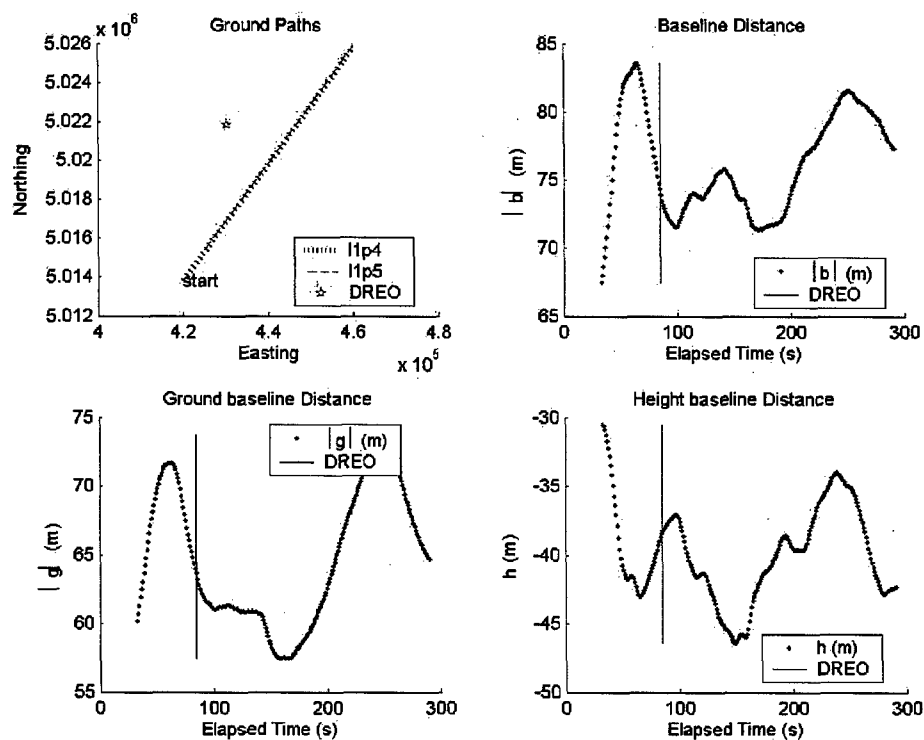 × 10⁶
Ground Paths
5.026
5.024
5.022
5.02
5.018
5.016
5.014
5.012
Northing
start
l1p4
l1p5
DREO
4
4.2
4.4
4.6
4.8
Easting
× 10⁵
Baseline Distance
85
80
75
70
65
|b| (m)
|b| (m)
DREO
0
100
200
300
Elapsed Time (s)
Ground baseline Distance
75
70
65
60
55
|g| (m)
|g| (m)
DREO
0
100
200
300
Elapsed Time (s)
Height baseline Distance
-30
-35
-40
-45
-50
h (m)
h (m)
DREO
0
100
200
300
Elapsed Time (s)